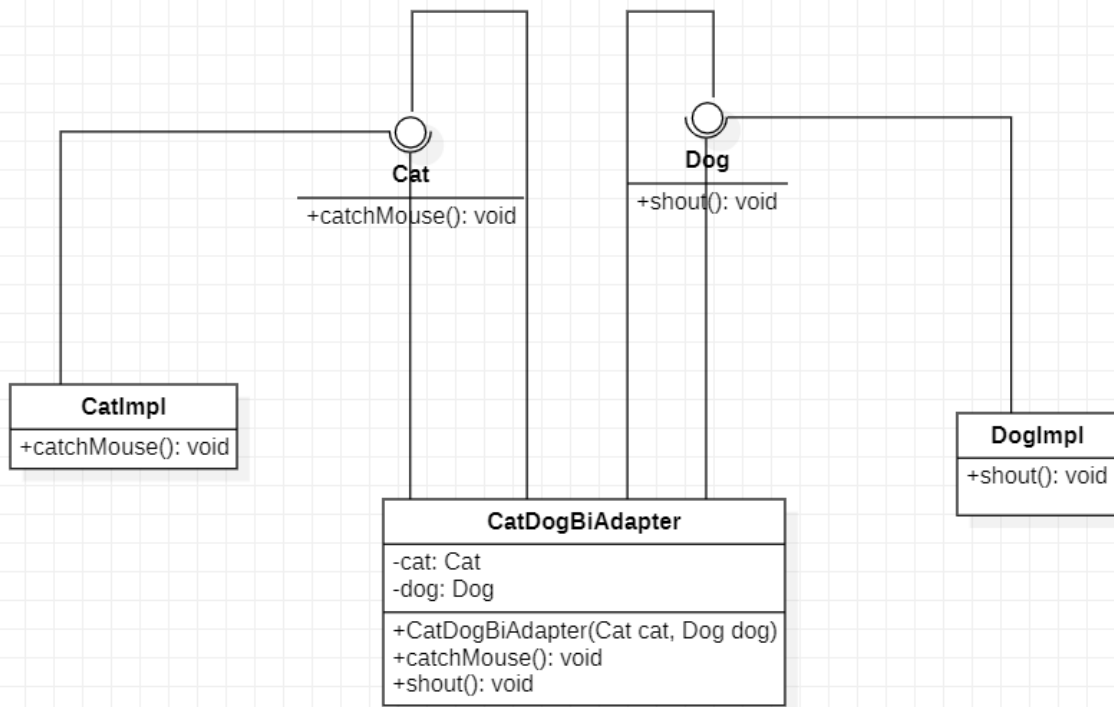 Cat
+catchMouse(): void
Dog
+shout(): void
CatImpl
+catchMouse(): void
DogImpl
+shout(): void
CatDogBiAdapter
-cat: Cat
-dog: Dog
+CatDogBiAdapter(Cat cat, Dog dog)
+catchMouse(): void
+shout(): void